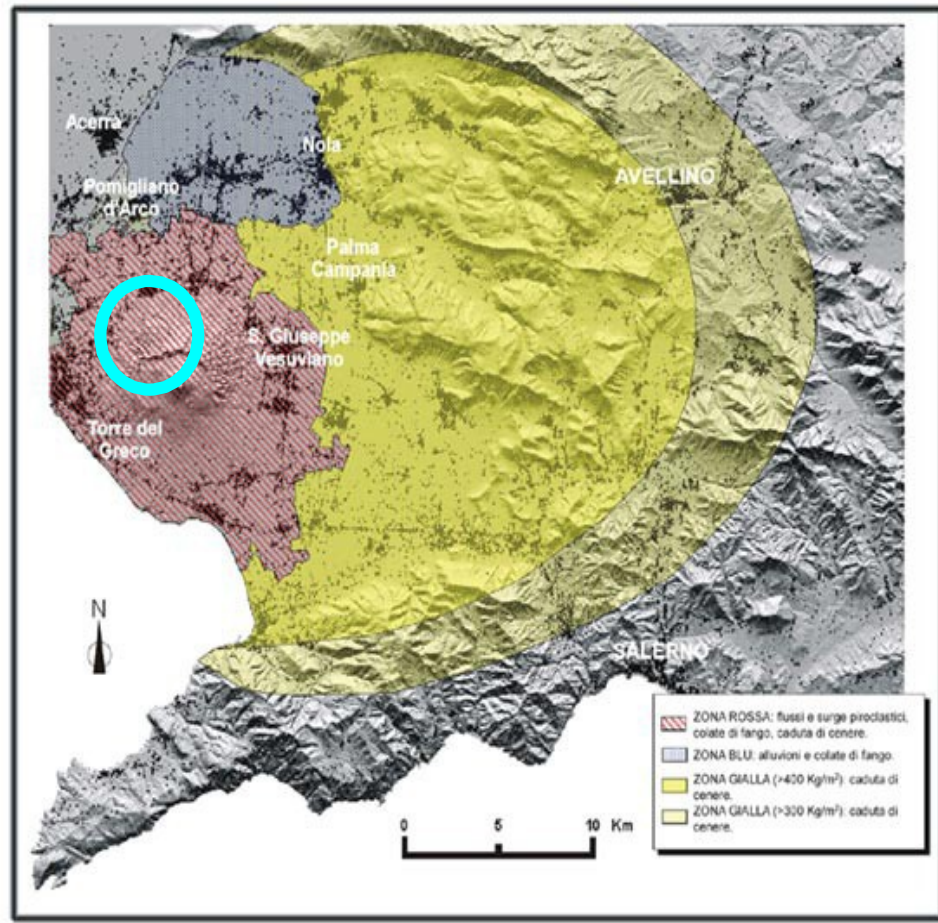 Acerra
Nola
Pomigliano
d'Arco
AVELLINO
Palma
Campania
S. Giuseppe
Vesuviano
Torre del
Greco
N
SALERNO
ZONA ROSSA: flussi e surge piroclastici,
colate di fango, caduta di cenere.
ZONA BLU: alluvioni e colate di fango.
ZONA GIALLA (>400 Kg/m²): caduta di
cenere.
ZONA GIALLA (>300 Kg/m²): caduta di
cenere.
0 5 10 Km